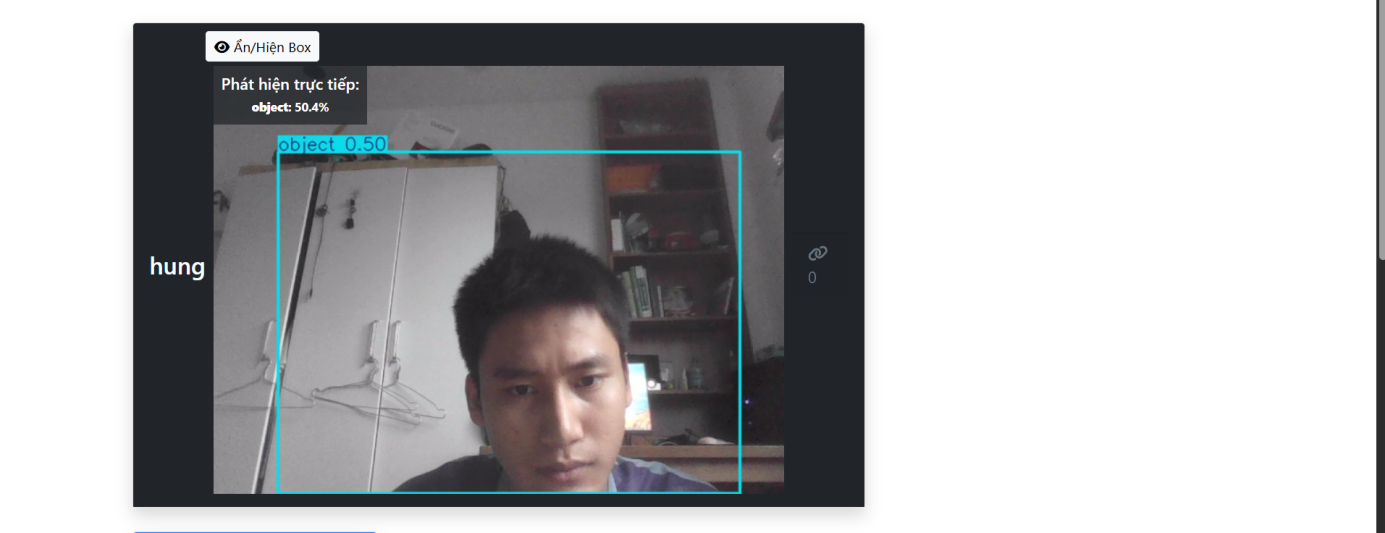 Ẩn/Hiện Box
Phát hiện trực tiếp:
object: 50.4%
object 0.50
hung
0